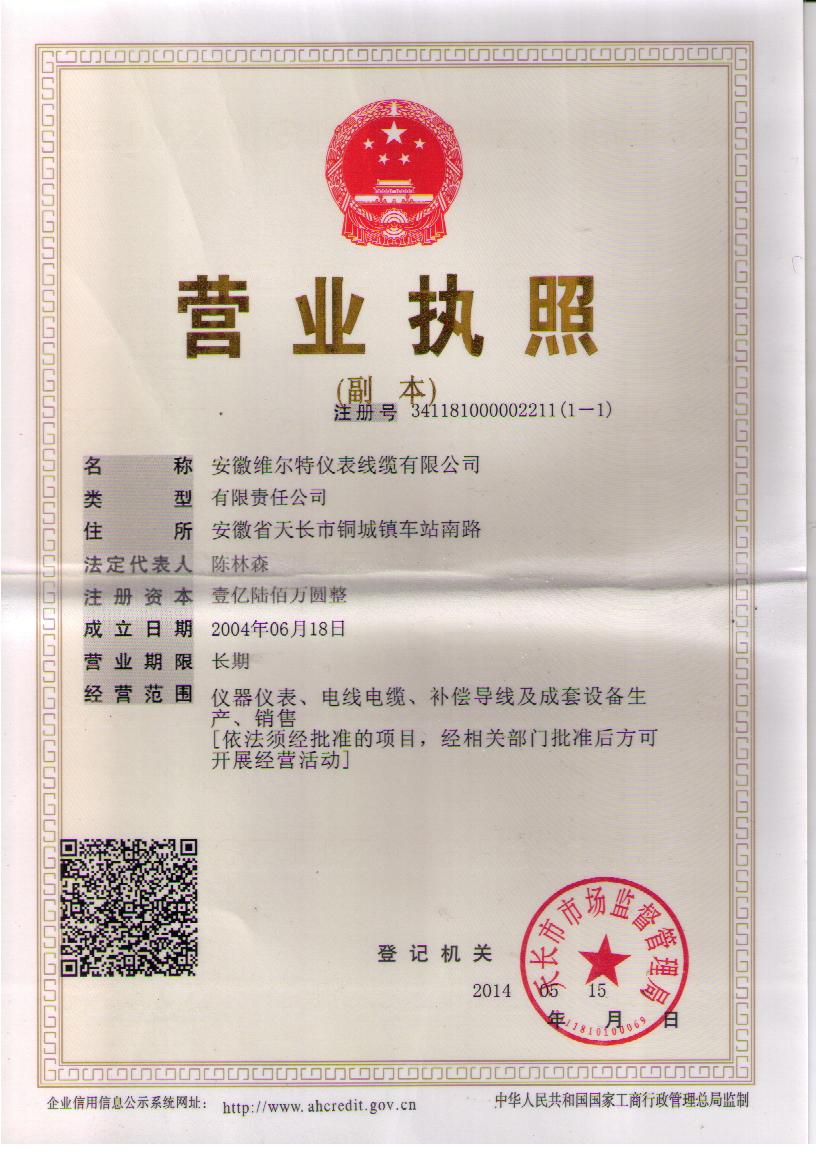 营业执照
(副 本)
注册号 341181000002211(1-1)
名称 安徽维尔特仪表线缆有限公司
类型 有限责任公司
住所 安徽省天长市铜城镇车站南路
法定代表人 陈林森
注册资本 壹亿陆佰万圆整
成立日期 2004年06月18日
营业期限 长期
经营范围 仪器仪表、电线电缆、补偿导线及成套设备生
产、销售
[依法须经批准的项目，经相关部门批准后方可
开展经营活动]
天长市市场监督管理局
登记机关
2014 05 15
年 月 日
企业信用信息公示系统网址： http://www.ahcredit.gov.cn
中华人民共和国国家工商行政管理总局监制